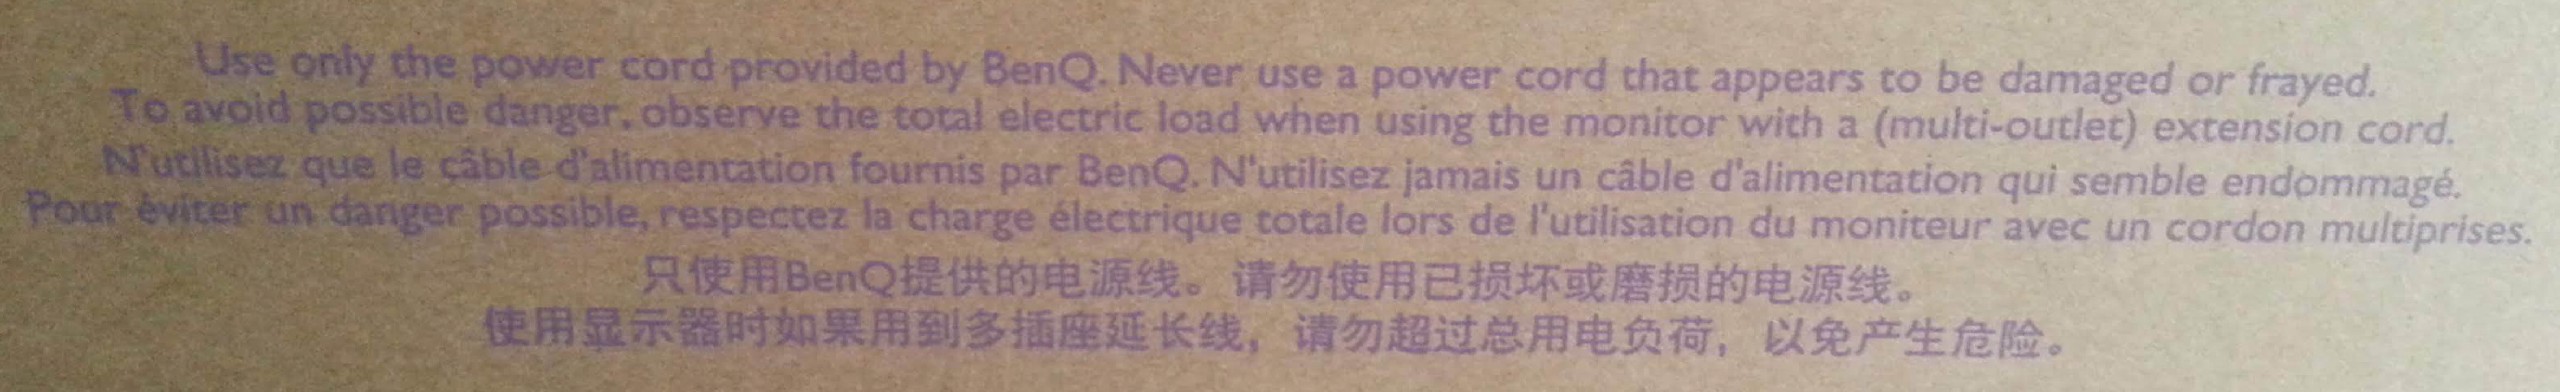 Use only the power cord provided by BenQ. Never use a power cord that appears to be damaged or frayed.
To avoid possible danger, observe the total electric load when using the monitor with a (multi-outlet) extension cord.
N'utilisez que le câble d'alimentation fournis par BenQ. N'utilisez jamais un câble d'alimentation qui semble endommagé.
Pour éviter un danger possible, respectez la charge électrique totale lors de l'utilisation du moniteur avec un cordon multiprises.
只使用BenQ提供的电源线。请勿使用已损坏或磨损的电源线。
使用显示器时如果用到多插座延长线，请勿超过总用电负荷，以免产生危险。